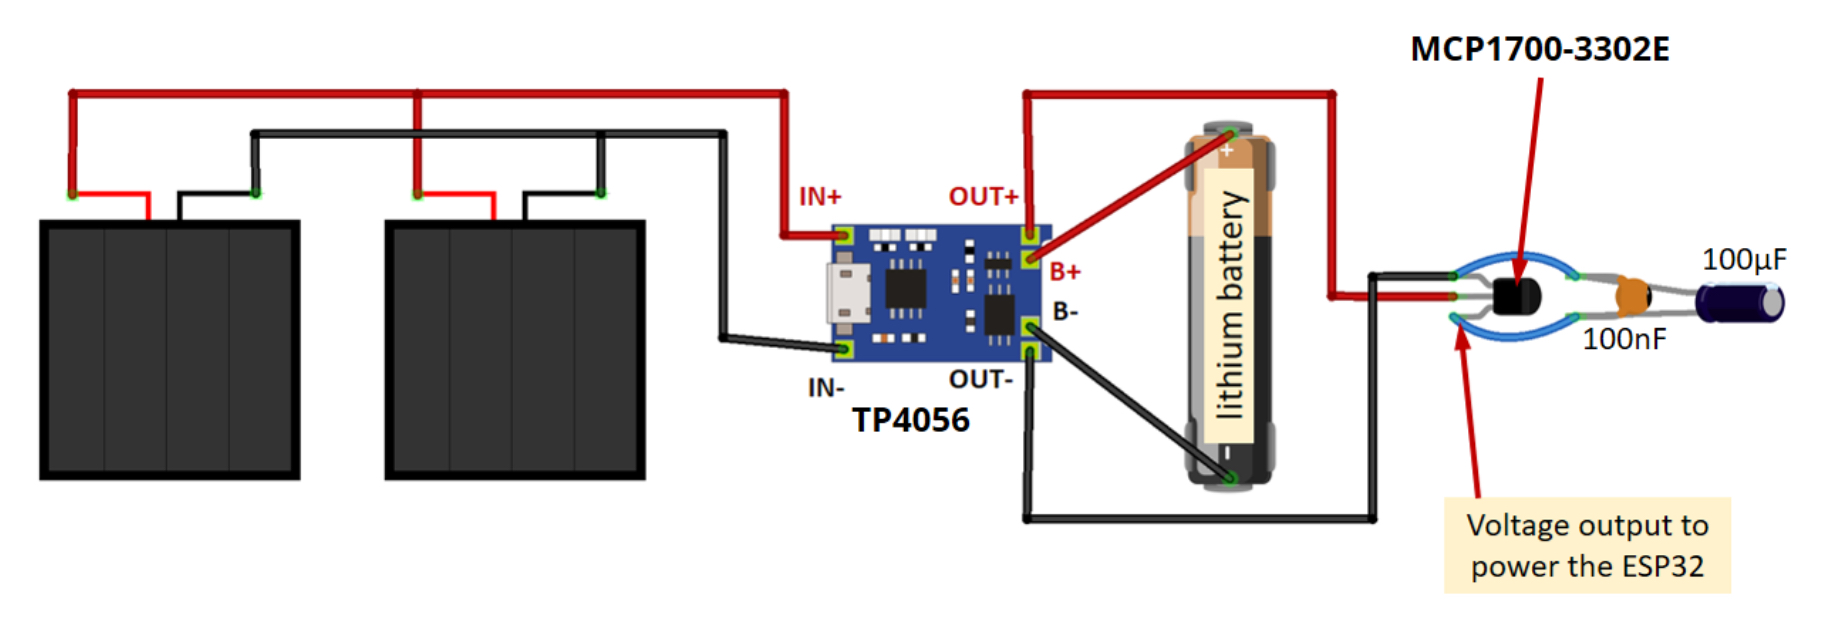 MCP1700-3302E
IN+
OUT+
B+
B-
IN-
OUT-
TP4056
+
lithium battery
-
100µF
100nF
Voltage output to
power the ESP32